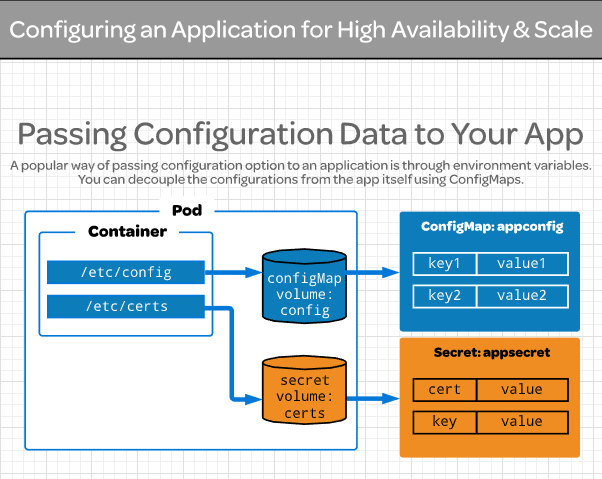 Configuring an Application for High Availability & Scale
Passing Configuration Data to Your App
A popular way of passing configuration option to an application is through environment variables.
You can decouple the configurations from the app itself using ConfigMaps.
Pod
Container
/etc/config
/etc/certs
configMap
volume:
config
secret
volume:
certs
ConfigMap: appconfig
key1 value1
key2 value2
Secret: appsecret
cert value
key value